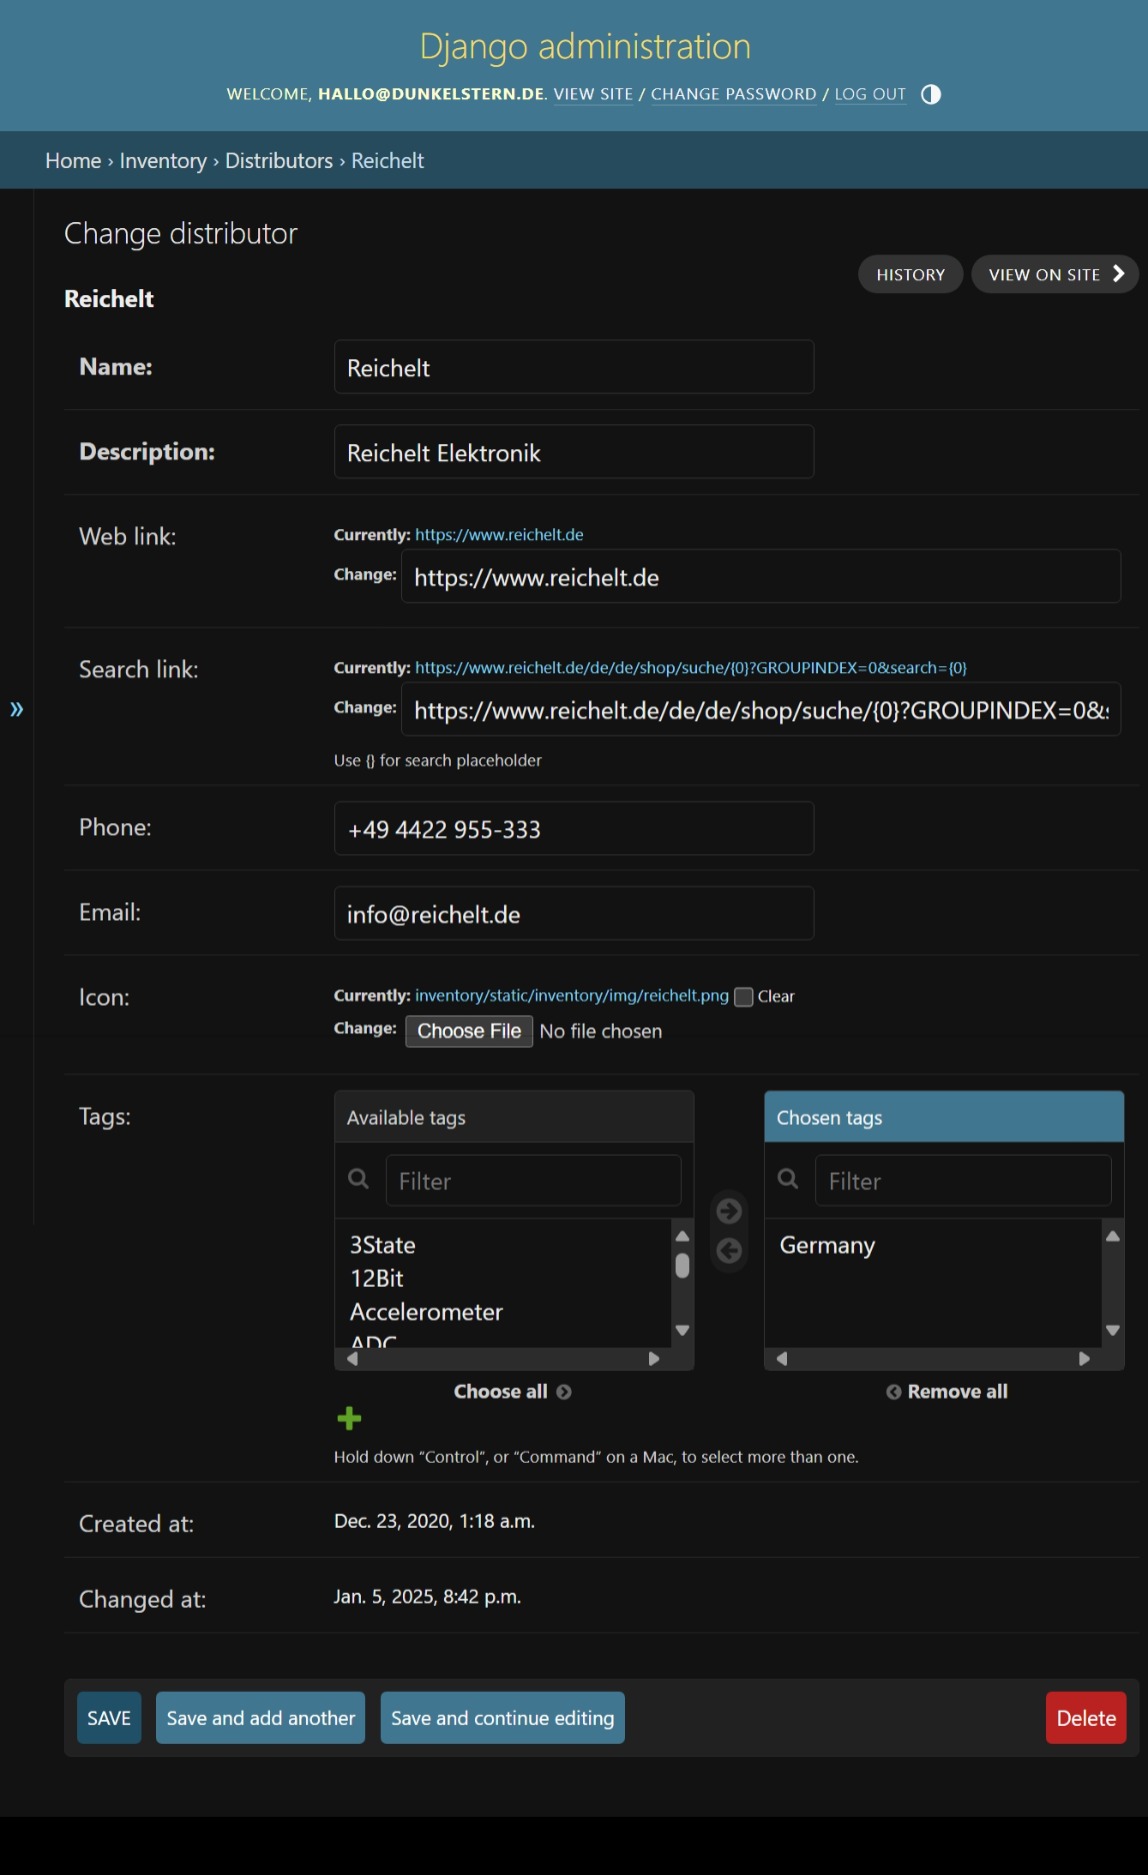 Django administration
WELCOME, HALLO@DUNKELSTERN.DE. VIEW SITE / CHANGE PASSWORD / LOG OUT
Home › Inventory › Distributors › Reichelt
Change distributor
HISTORY
VIEW ON SITE
Reichelt
Name:
Reichelt
Description:
Reichelt Elektronik
Web link:
Currently: https://www.reichelt.de
Change: https://www.reichelt.de
Search link:
Currently: https://www.reichelt.de/de/de/shop/suche/{0}?GROUPINDEX=0&search={0}
»
Change: https://www.reichelt.de/de/de/shop/suche/{0}?GROUPINDEX=0&s
Use {} for search placeholder
Phone:
+49 4422 955-333
Email:
info@reichelt.de
Icon:
Currently: inventory/static/inventory/img/reichelt.png Clear
Change: Choose File No file chosen
Tags:
Available tags
Filter
3State
12Bit
Accelerometer
ADC
Choose all
Chosen tags
Filter
Germany
Remove all
Hold down “Control”, or “Command” on a Mac, to select more than one.
Created at:
Dec. 23, 2020, 1:18 a.m.
Changed at:
Jan. 5, 2025, 8:42 p.m.
SAVE
Save and add another
Save and continue editing
Delete